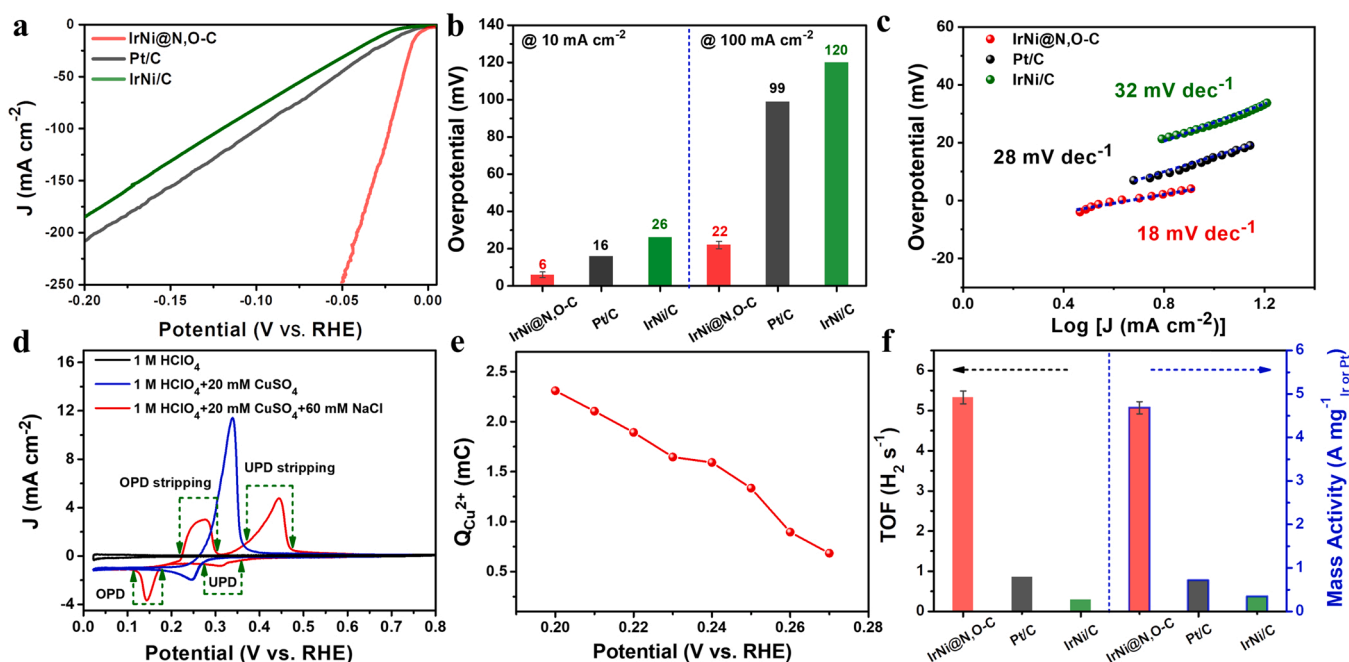 a
IrNi@N,O-C
Pt/C
IrNi/C
J (mA cm⁻²)
0
-50
-100
-150
-200
-250
-0.20
-0.15
-0.10
-0.05
0.00
Potential (V vs. RHE)
b
@ 10 mA cm⁻²
@ 100 mA cm⁻²
Overpotential (mV)
140
120
100
80
60
40
20
0
6
16
26
22
99
120
IrNi@N,O-C
Pt/C
IrNi/C
IrNi@N,O-C
Pt/C
IrNi/C
c
IrNi@N,O-C
Pt/C
IrNi/C
Overpotential (mV)
60
40
20
0
-20
32 mV dec⁻¹
28 mV dec⁻¹
18 mV dec⁻¹
0.0
0.4
0.8
1.2
Log [J (mA cm⁻²)]
d
1 M HClO₄
1 M HClO₄+20 mM CuSO₄
1 M HClO₄+20 mM CuSO₄+60 mM NaCl
J (mA cm⁻²)
16
12
8
4
0
-4
OPD stripping
UPD stripping
OPD
UPD
0.0
0.1
0.2
0.3
0.4
0.5
0.6
0.7
0.8
Potential (V vs. RHE)
e
Q_Cu²⁺ (mC)
2.5
2.0
1.5
1.0
0.5
0.20
0.22
0.24
0.26
Potential (V vs. RHE)
f
TOF (H₂ s⁻¹)
6
5
4
3
2
1
0
IrNi@N,O-C
Pt/C
IrNi/C
IrNi@N,O-C
Pt/C
IrNi/C
6
5
4
3
2
1
0
Mass Activity (A mg⁻¹ Ir or Pt)